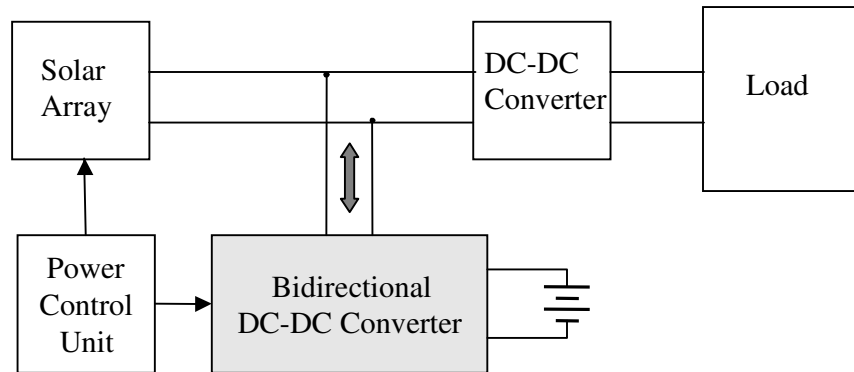 Solar
Array
DC-DC
Converter
Load
Power
Control
Unit
Bidirectional
DC-DC Converter